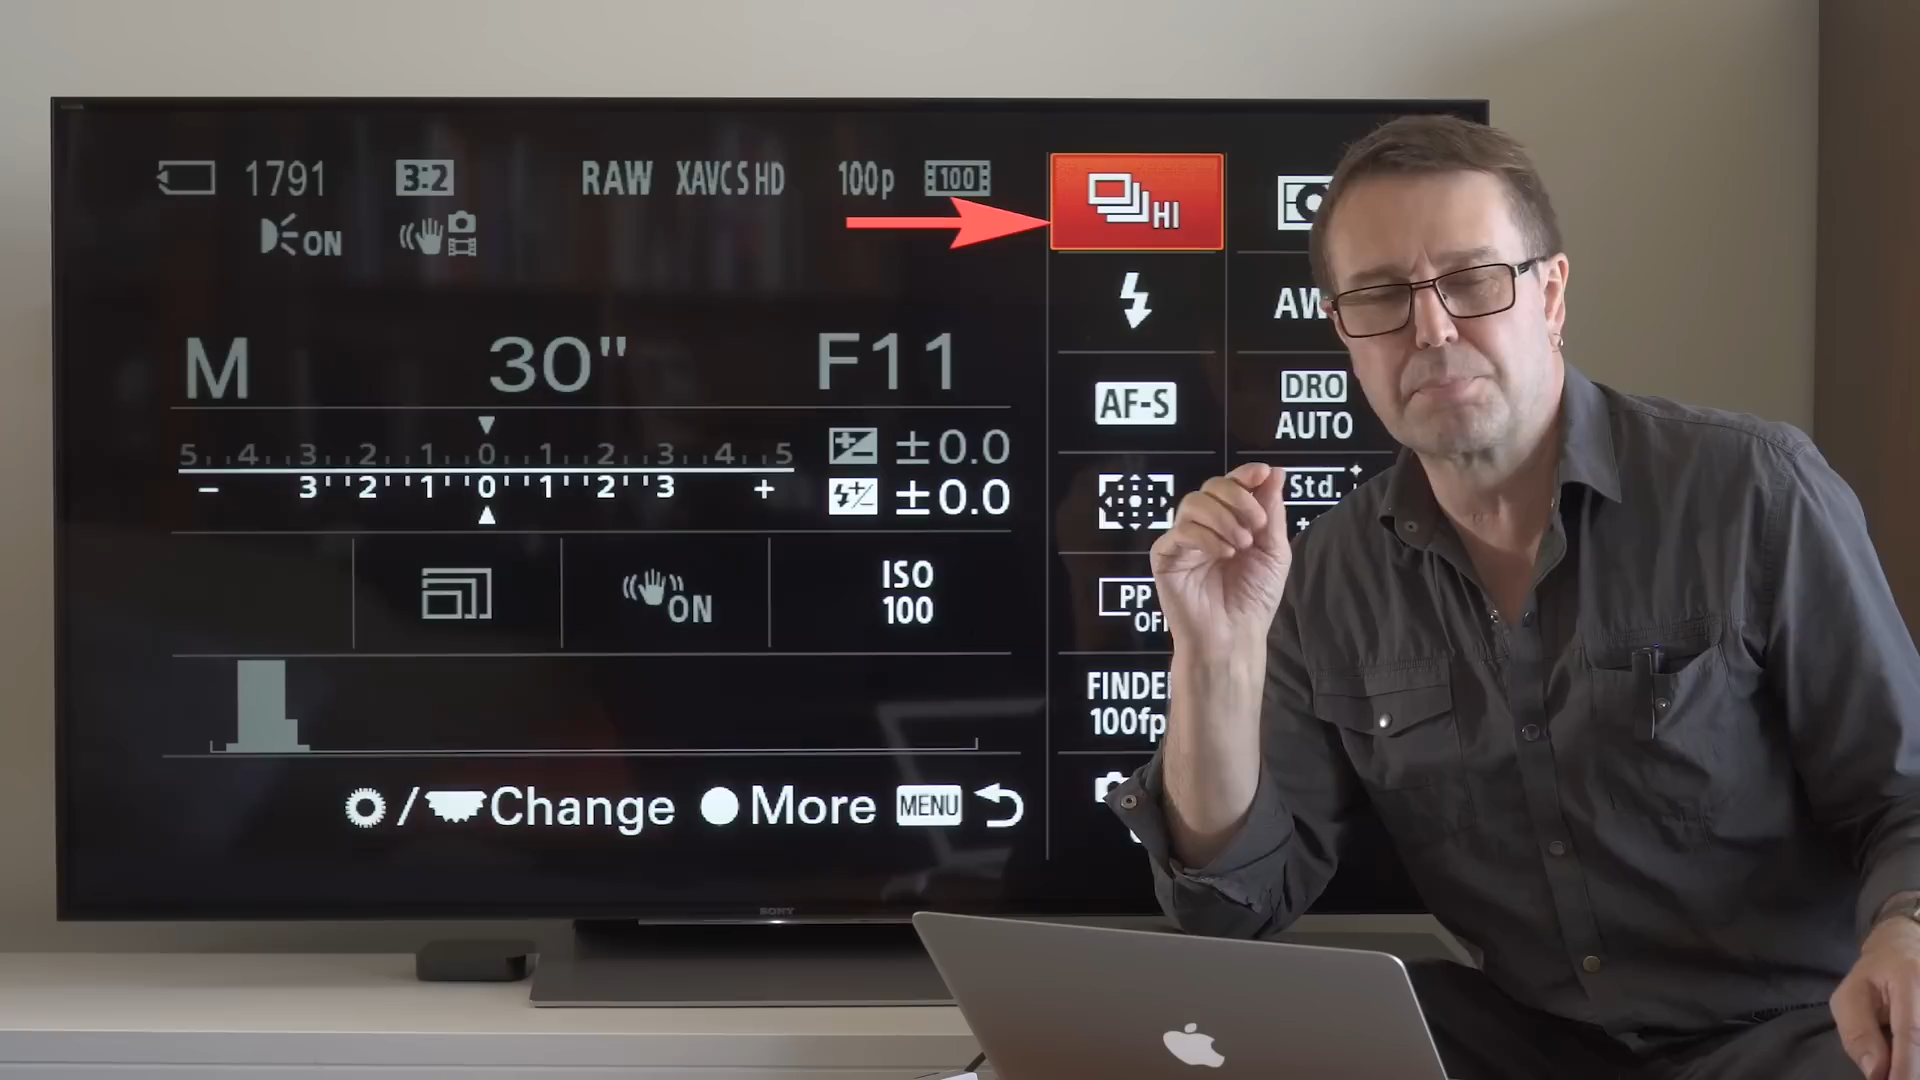 1791 3:2 RAW XAVC S HD 100p 100
ON
HI
M 30" F11
AF-S
DRO
AUTO
5 4 3 2 1 0 1 2 3 4 5
- 3 2 1 0 1 2 3 +
±0.0
±0.0
Std.
ON
ISO
100
PP
100fp
Change More MENU
SONY